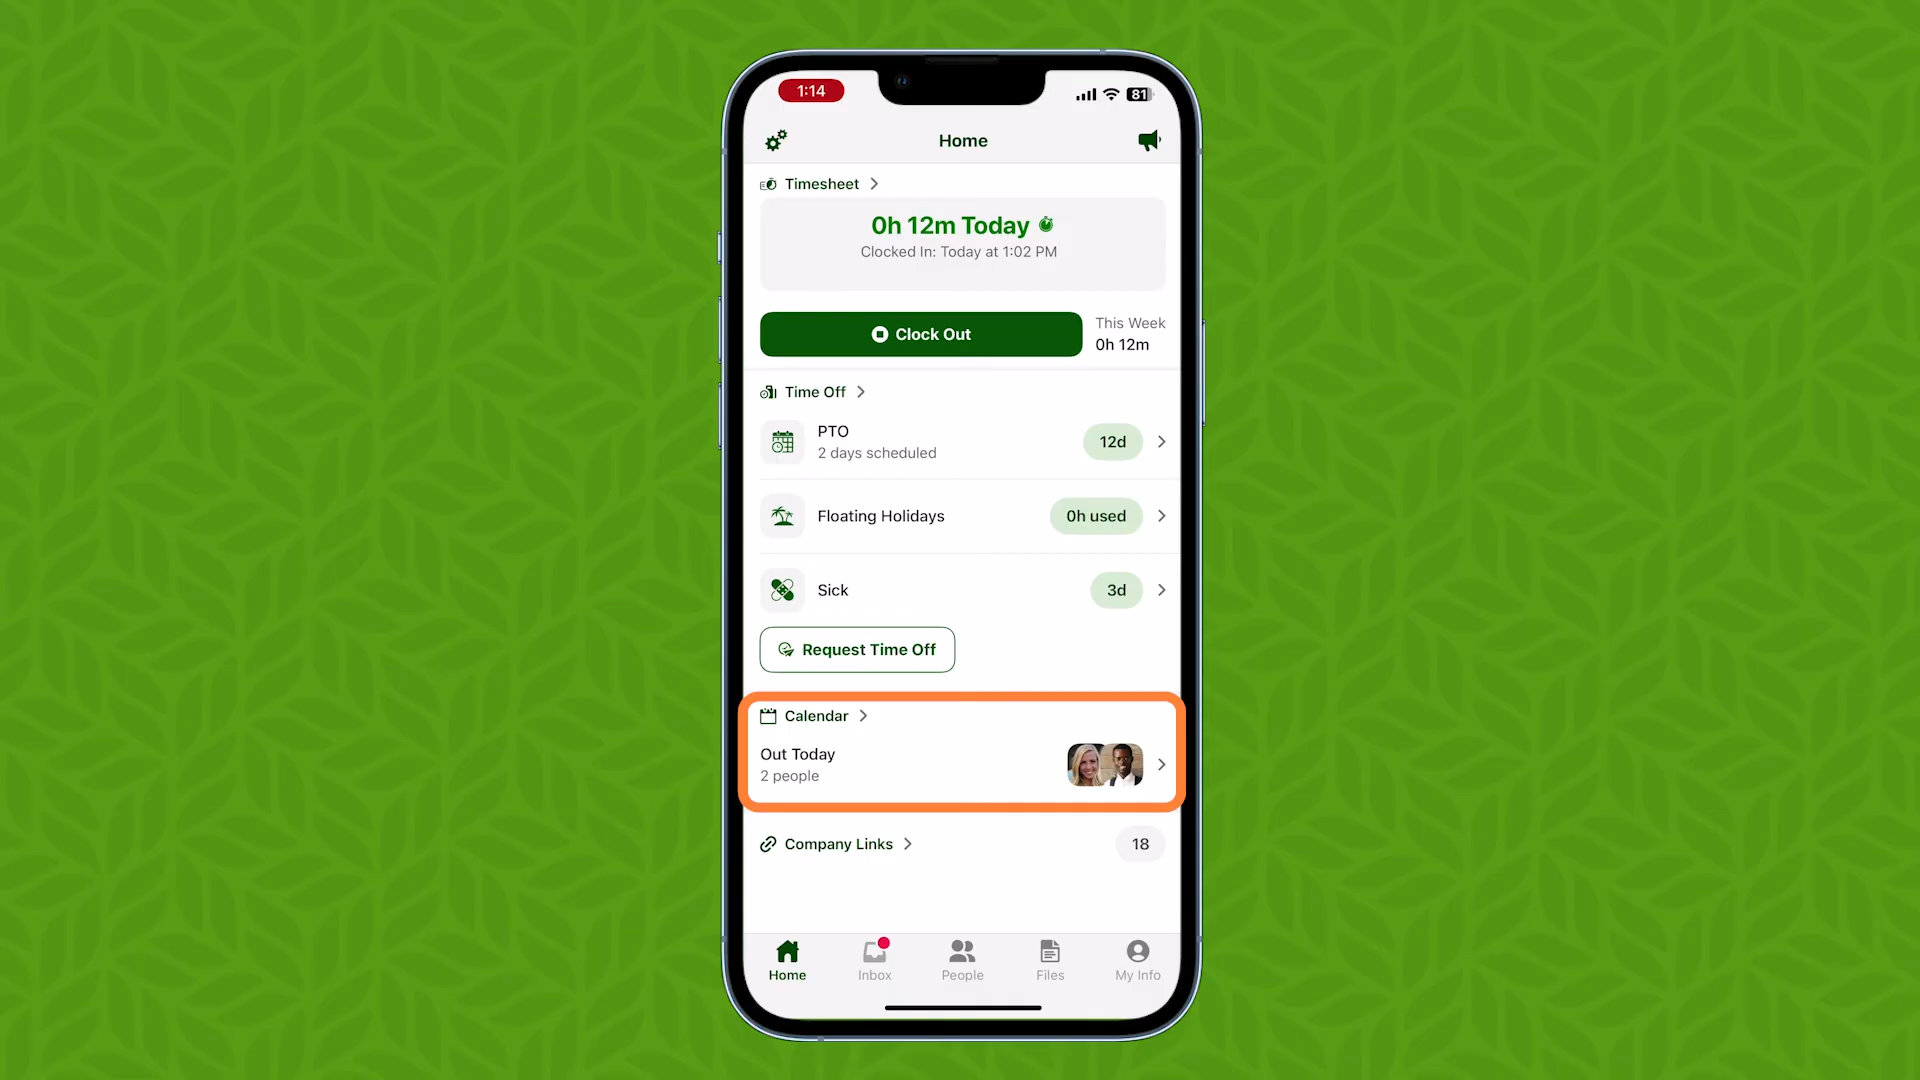 1:14
81
Home
Timesheet
0h 12m Today
Clocked In: Today at 1:02 PM
Clock Out
This Week
0h 12m
Time Off
PTO
2 days scheduled
12d
Floating Holidays
0h used
Sick
3d
Request Time Off
Calendar
Out Today
2 people
Company Links
18
Home
Inbox
People
Files
My Info